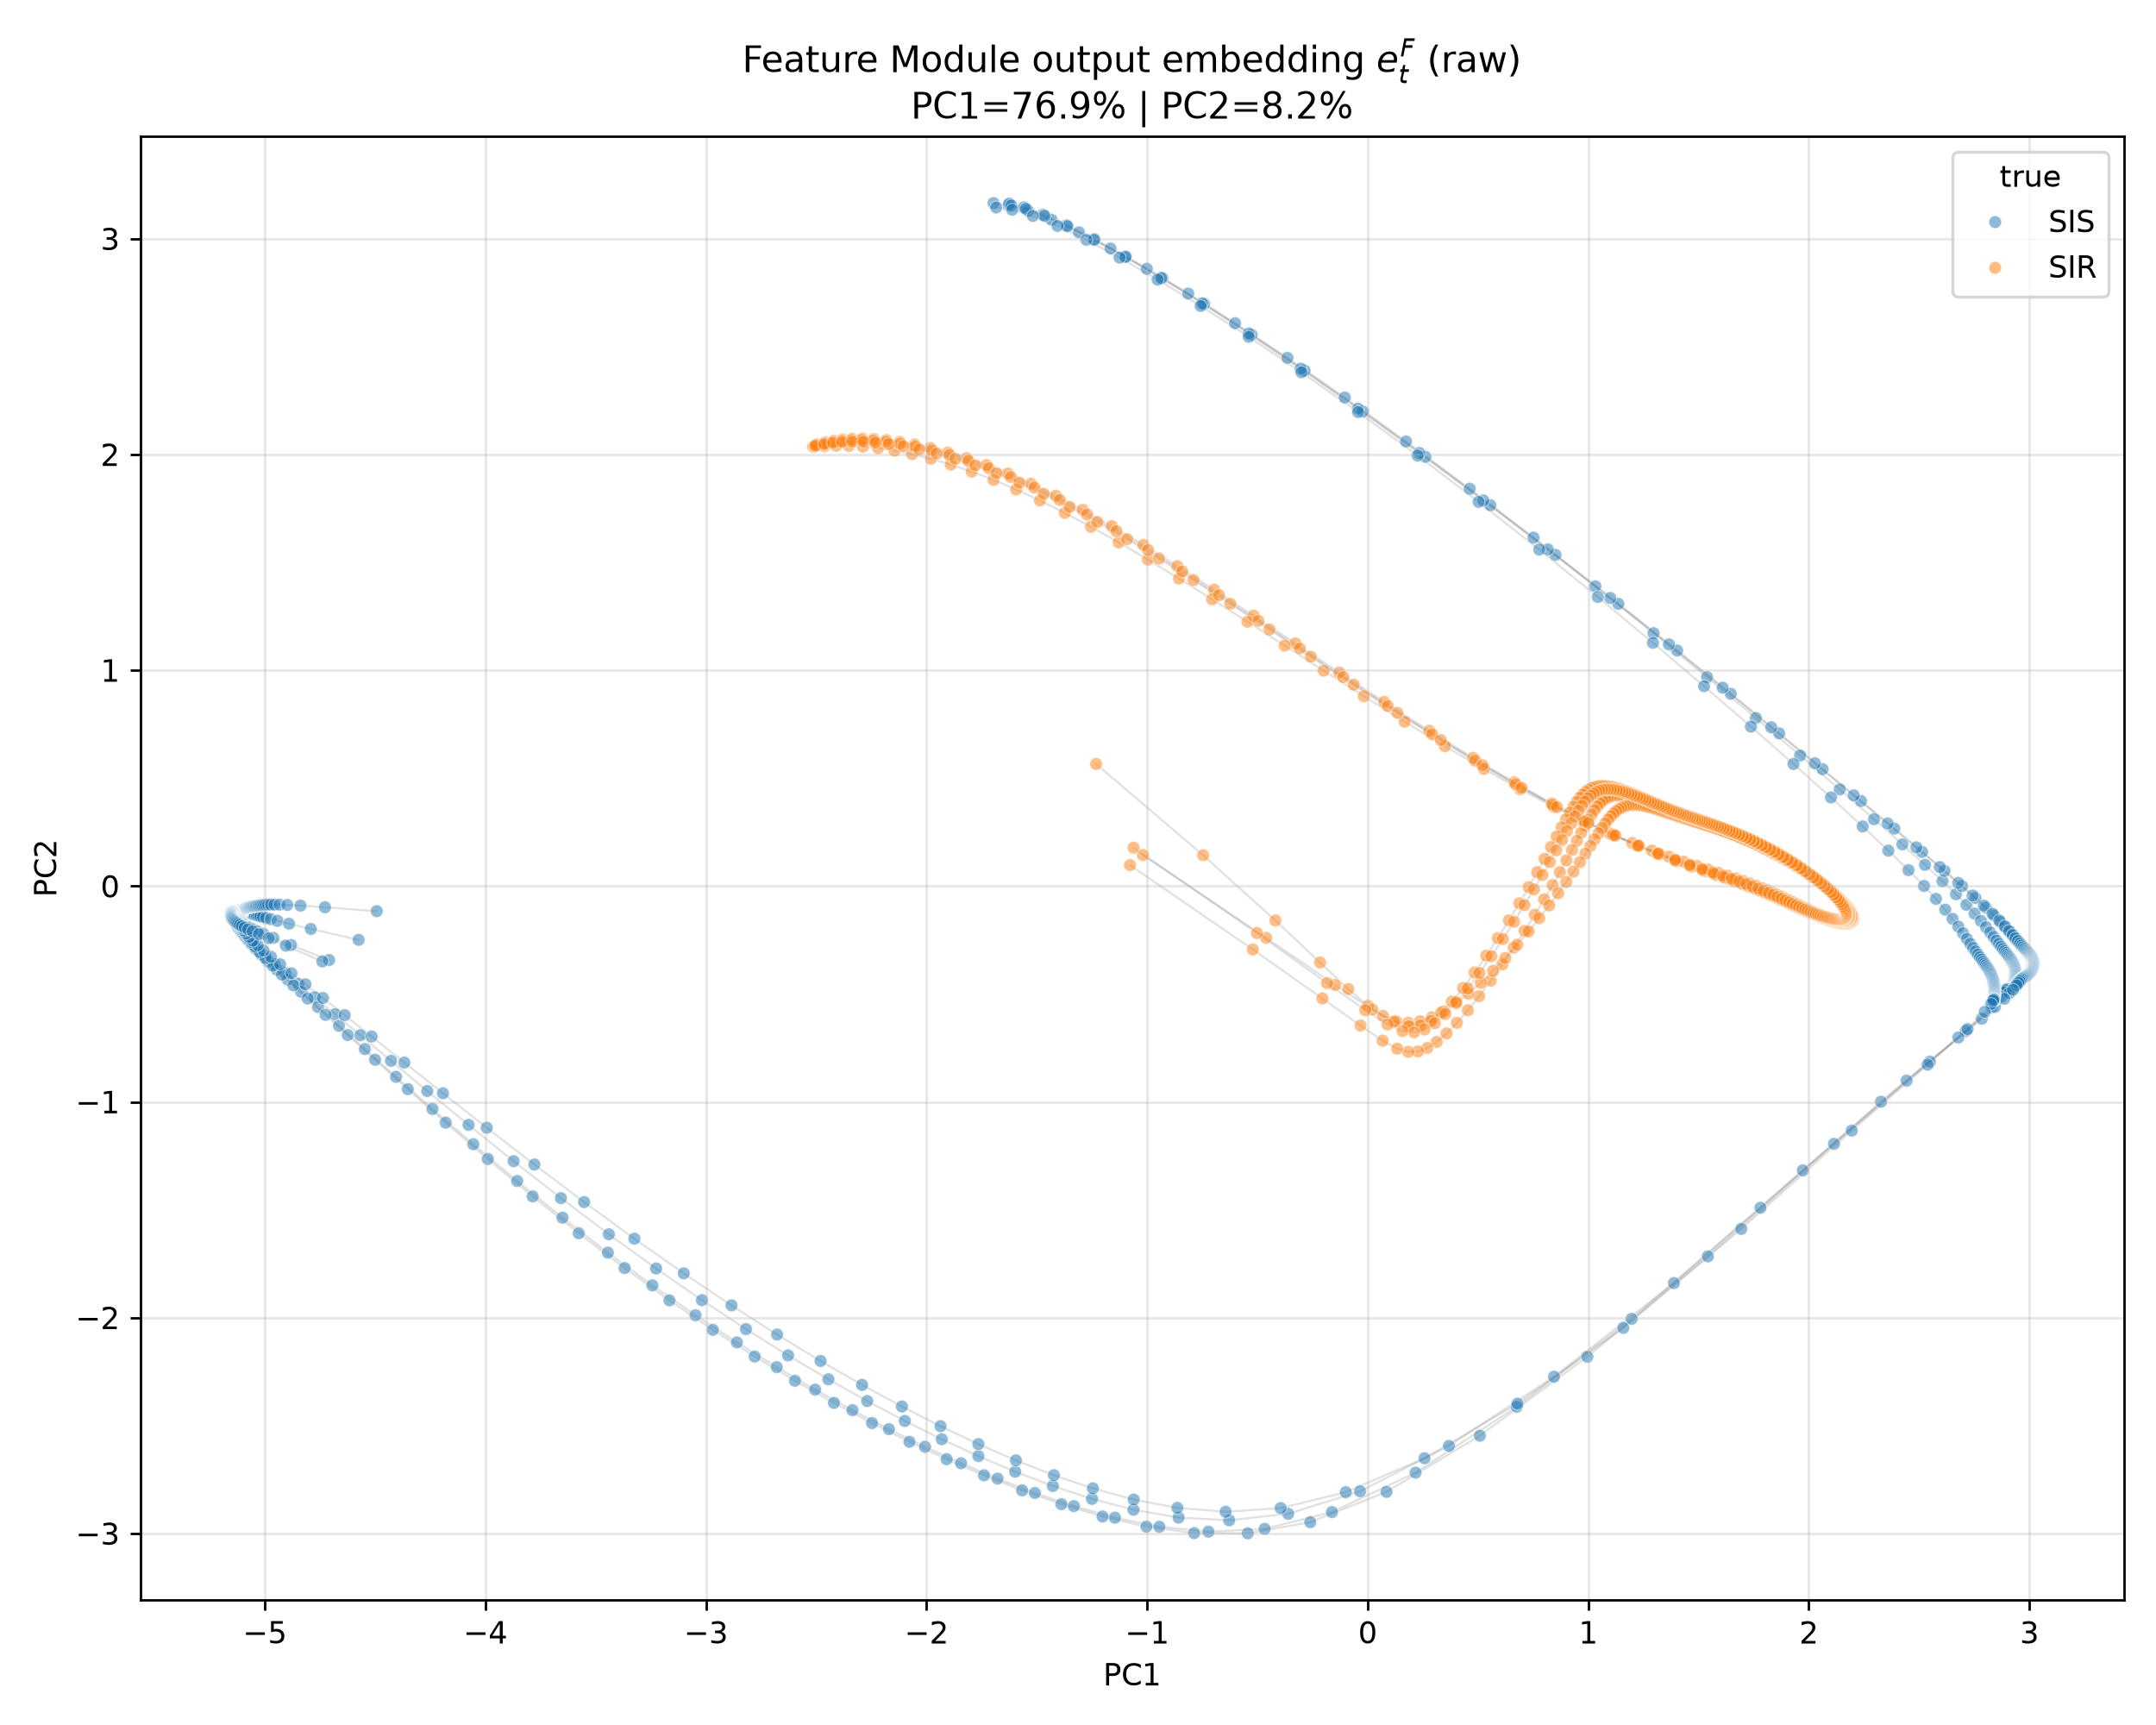 Feature Module output embedding $e_t^F$ (raw)
PC1=76.9% | PC2=8.2%
true
SIS
SIR
PC2
3
2
1
0
−1
−2
−3
−5 −4 −3 −2 −1 0 1 2 3
PC1